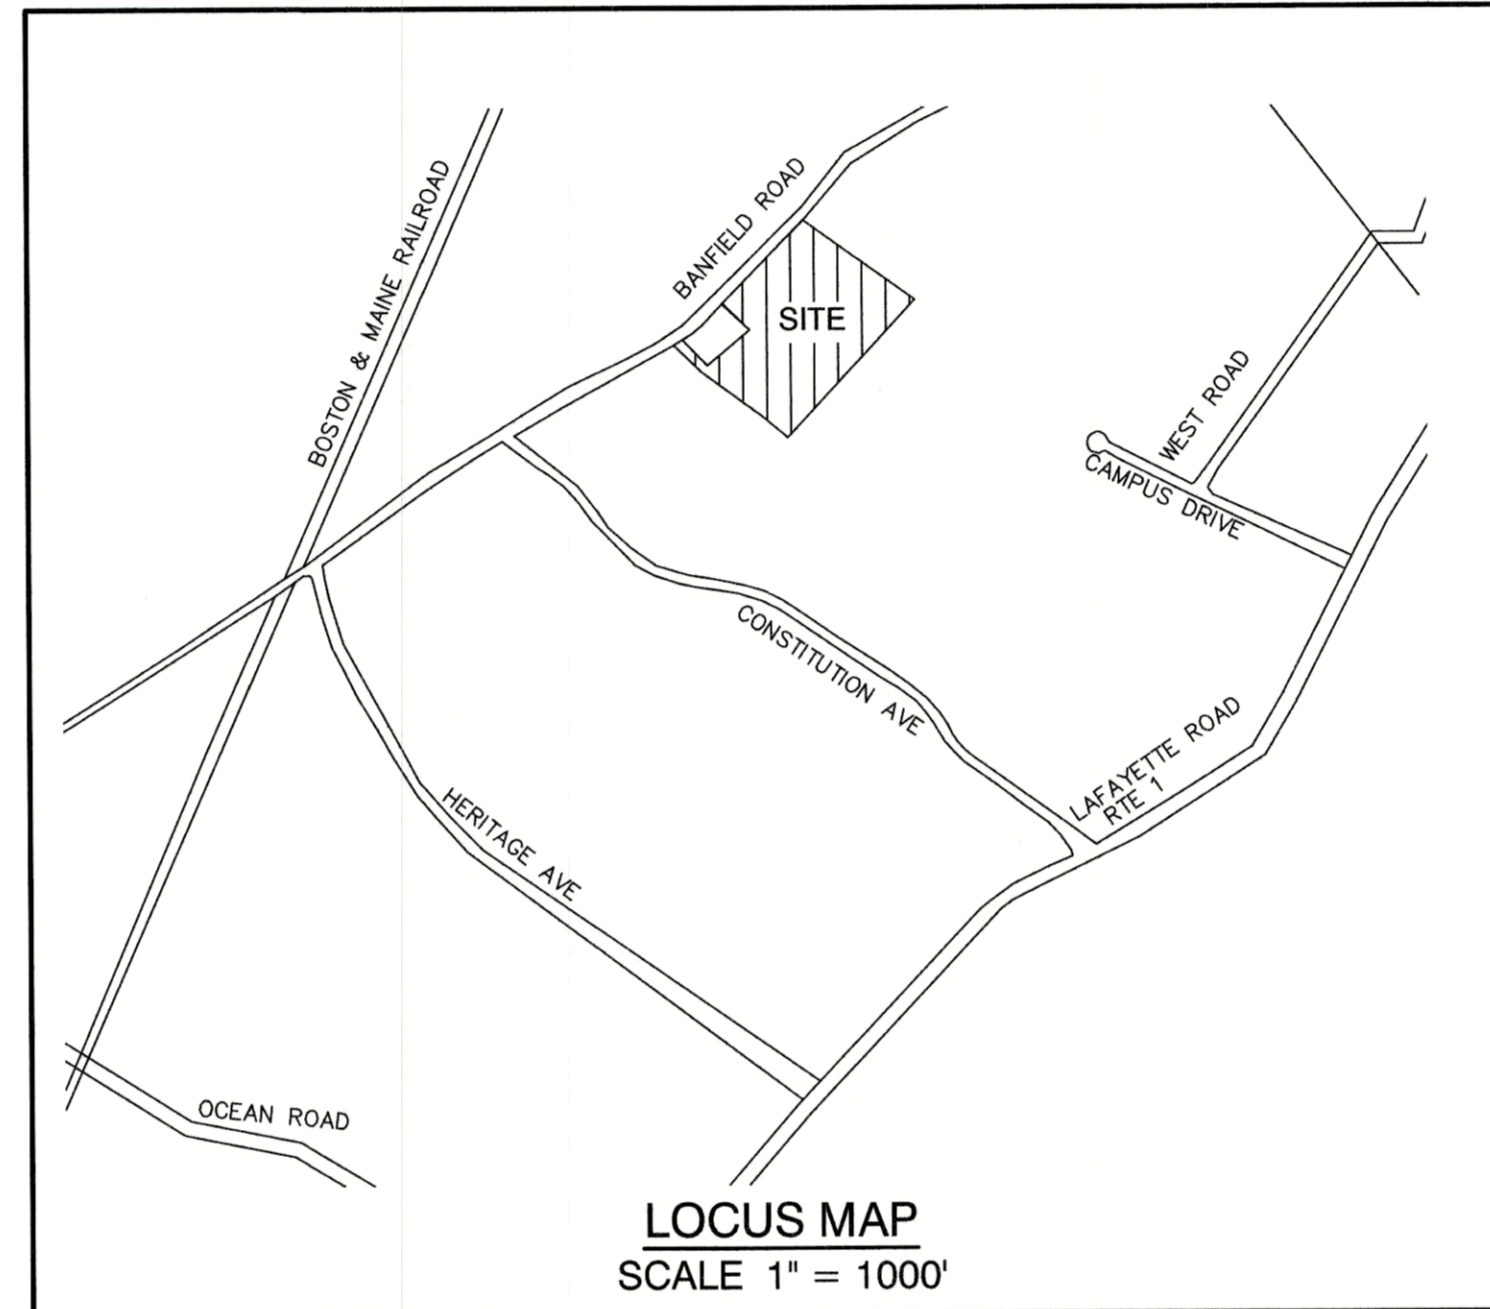 BANFIELD ROAD
BOSTON & MAINE RAILROAD
SITE
WEST ROAD
CAMPUS DRIVE
CONSTITUTION AVE
LAFAYETTE ROAD
RTE 1
HERITAGE AVE
OCEAN ROAD
LOCUS MAP
SCALE 1" = 1000'